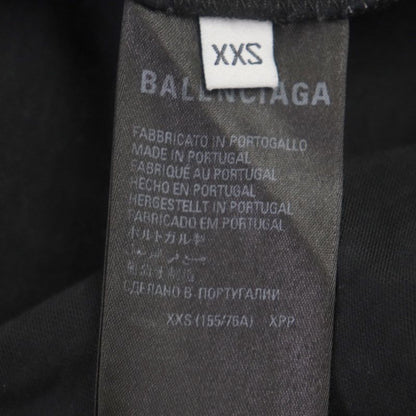 XXS
BALENCIAGA
FABBRICATO IN PORTOGALLO
MADE IN PORTUGAL
FABRIQUÉ AU PORTUGAL
HECHO EN PORTUGAL
HERGESTELLT IN PORTUGAL
FABRICADO EM PORTUGAL
ポルトガル製
صنع في البرتغال
СДЕЛАНО В ПОРТУГАЛИИ
XXS (155/76A) XPP